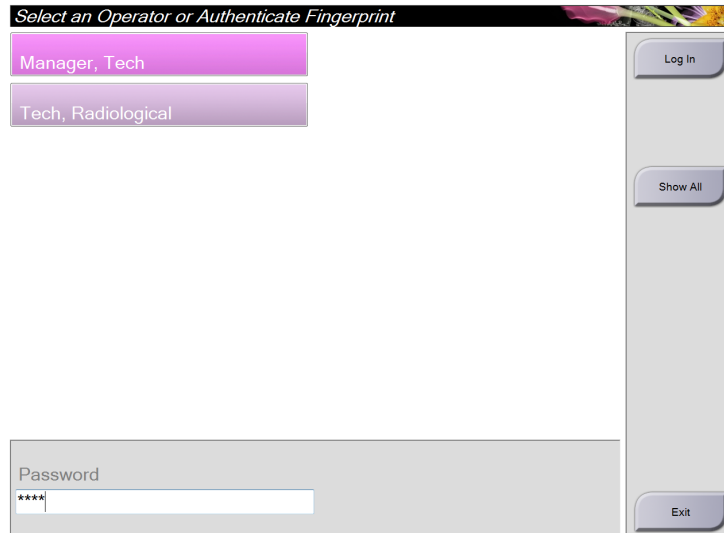 Select an Operator or Authenticate Fingerprint
Manager, Tech
Log In
Tech, Radiological
Show All
Password
****
Exit